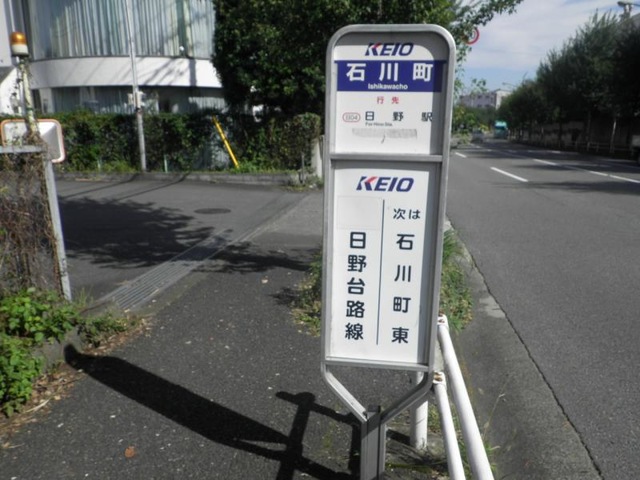 KEIO
石川町
Ishikawacho
行先
日野駅
For Hino Sta.
KEIO
次は
石川町東
日野台路線